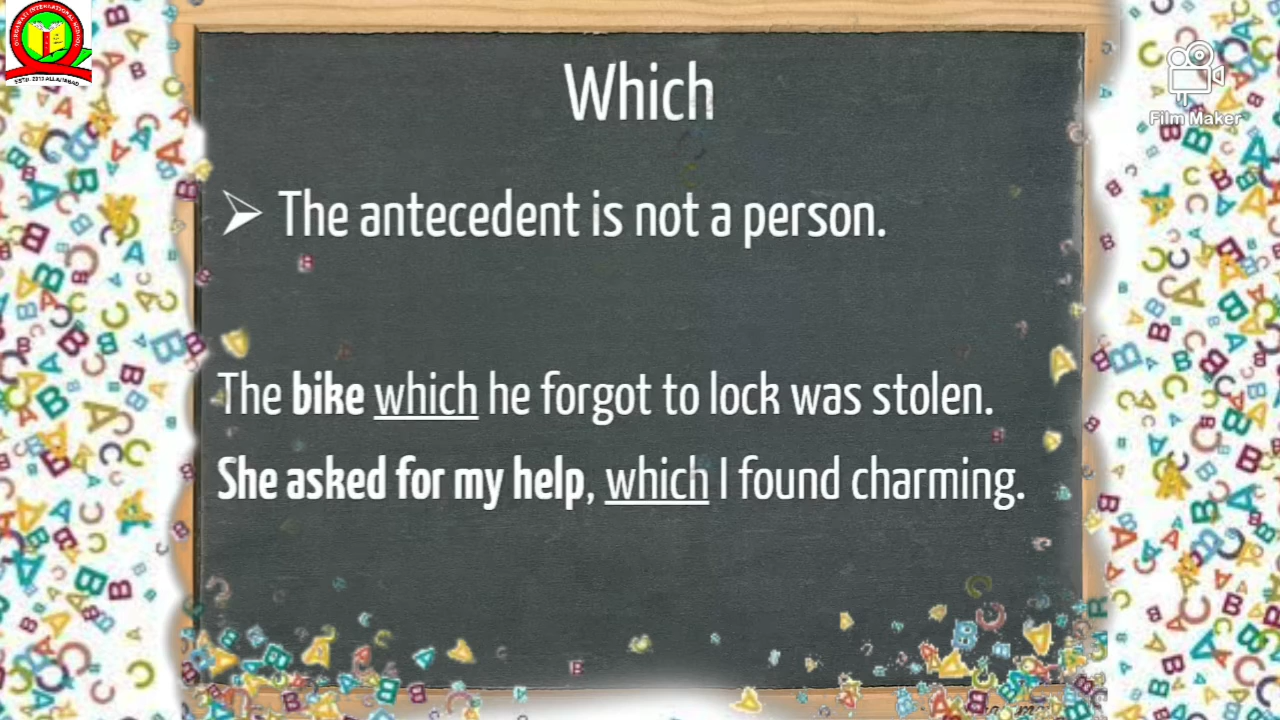 Which
The antecedent is not a person.
The bike which he forgot to lock was stolen.
She asked for my help, which I found charming.
Film Maker